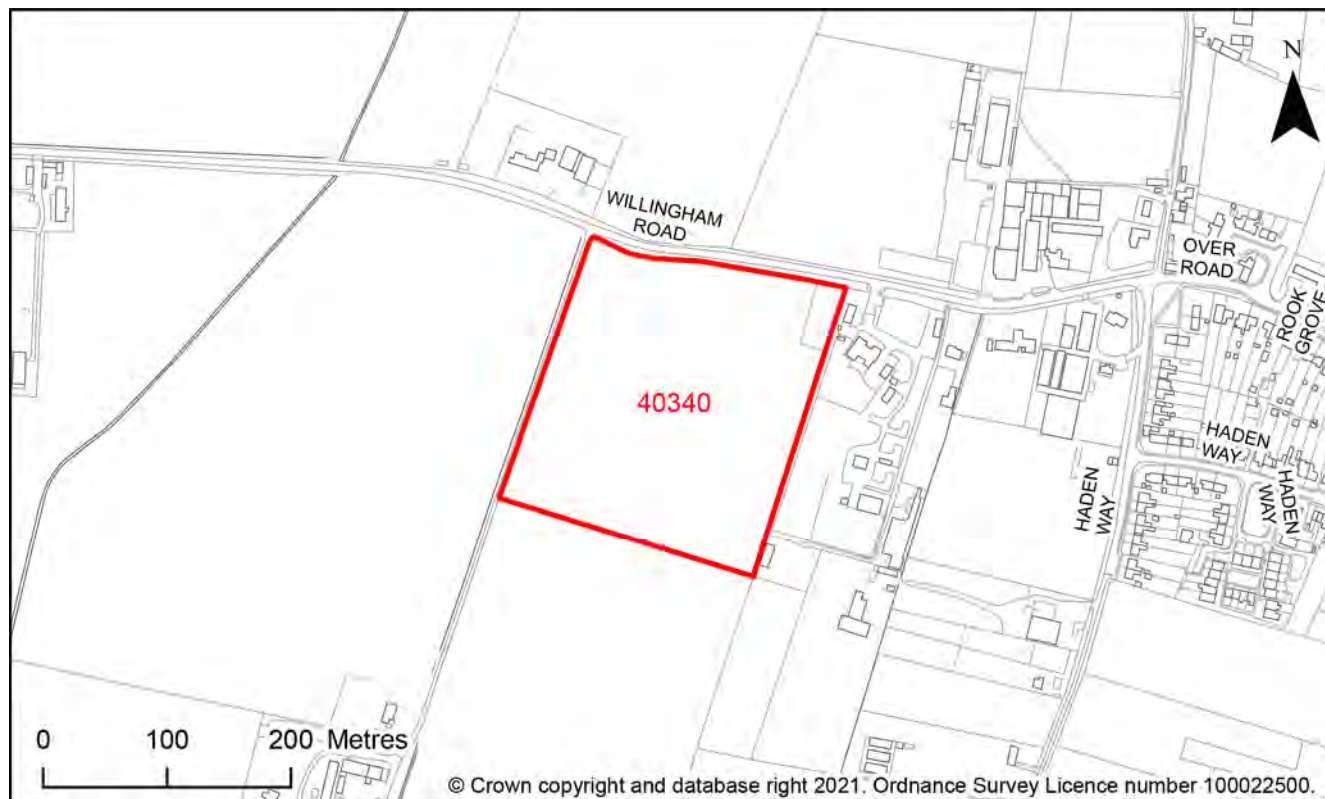 N
WILLINGHAM
ROAD
OVER
ROAD
ROOK
GROVE
40340
HADEN
WAY
HADEN
WAY
HADEN
WAY
0 100 200 Metres
© Crown copyright and database right 2021. Ordnance Survey Licence number 100022500.